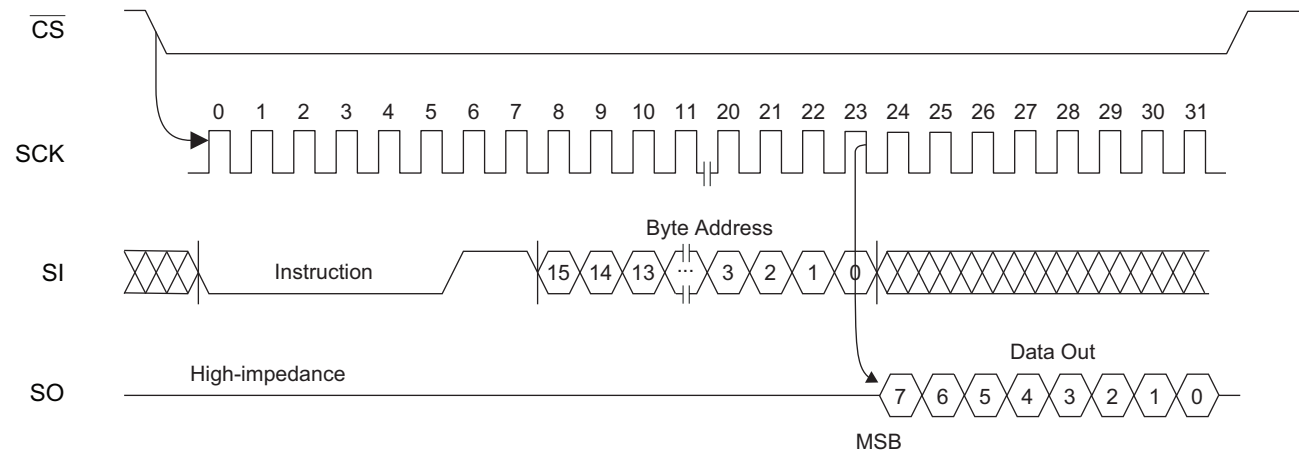 CS
0 1 2 3 4 5 6 7 8 9 10 11 20 21 22 23 24 25 26 27 28 29 30 31
SCK
Byte Address
SI Instruction 15 14 13 ... 3 2 1 0
Data Out
High-impedance
SO 7 6 5 4 3 2 1 0
MSB